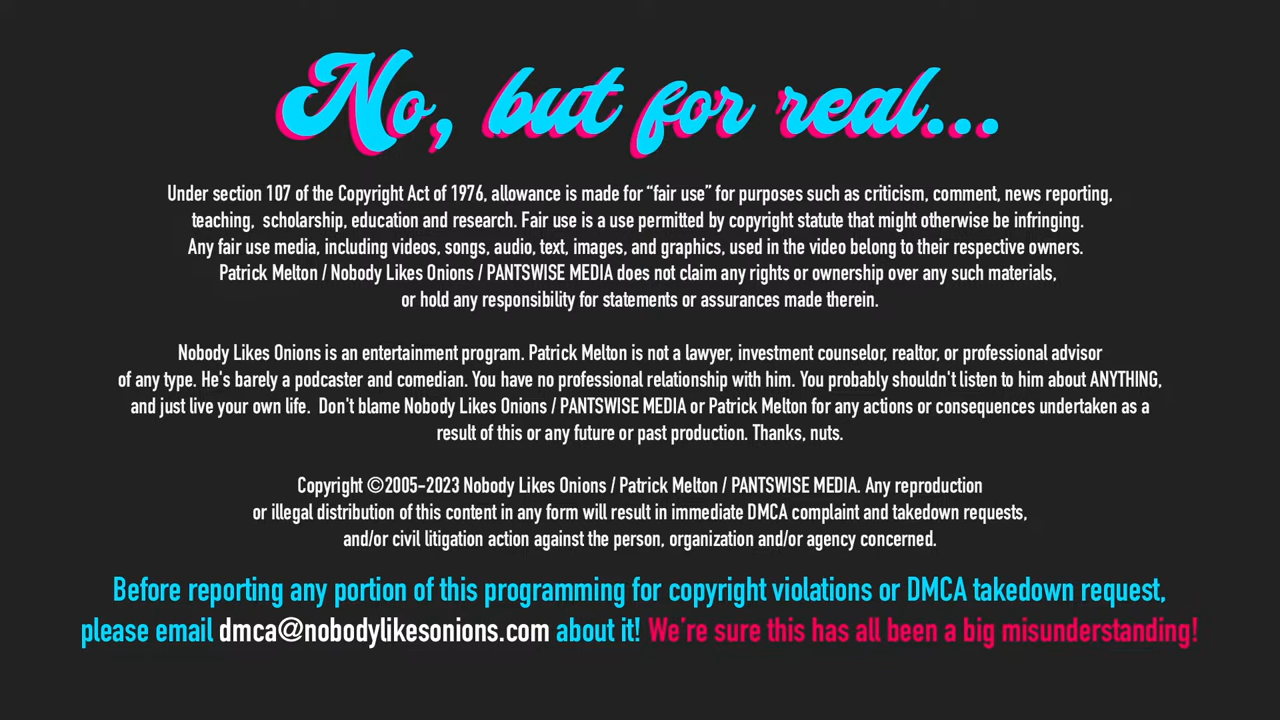 No, but for real...
Under section 107 of the Copyright Act of 1976, allowance is made for “fair use” for purposes such as criticism, comment, news reporting,
teaching,  scholarship, education and research. Fair use is a use permitted by copyright statute that might otherwise be infringing.
Any fair use media, including videos, songs, audio, text, images, and graphics, used in the video belong to their respective owners.
Patrick Melton / Nobody Likes Onions / PANTSWISE MEDIA does not claim any rights or ownership over any such materials,
or hold any responsibility for statements or assurances made therein.
Nobody Likes Onions is an entertainment program. Patrick Melton is not a lawyer, investment counselor, realtor, or professional advisor
of any type. He's barely a podcaster and comedian. You have no professional relationship with him. You probably shouldn't listen to him about ANYTHING,
and just live your own life.  Don't blame Nobody Likes Onions / PANTSWISE MEDIA or Patrick Melton for any actions or consequences undertaken as a
result of this or any future or past production. Thanks, nuts.
Copyright ©2005-2023 Nobody Likes Onions / Patrick Melton / PANTSWISE MEDIA. Any reproduction
or illegal distribution of this content in any form will result in immediate DMCA complaint and takedown requests,
and/or civil litigation action against the person, organization and/or agency concerned.
Before reporting any portion of this programming for copyright violations or DMCA takedown request,
please email dmca@nobodylikesonions.com about it! We're sure this has all been a big misunderstanding!